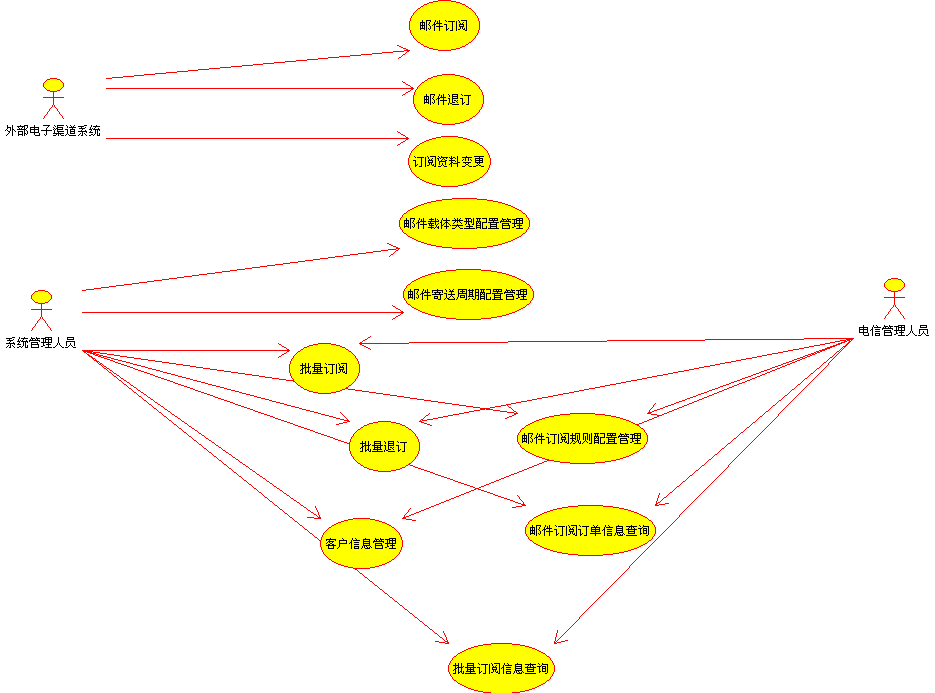 邮件订阅
邮件退订
外部电子渠道系统
订阅资料变更
邮件载体类型配置管理
邮件寄送周期配置管理
电信管理人员
系统管理人员
批量订阅
邮件订阅规则配置管理
批量退订
邮件订阅订单信息查询
客户信息管理
批量订阅信息查询